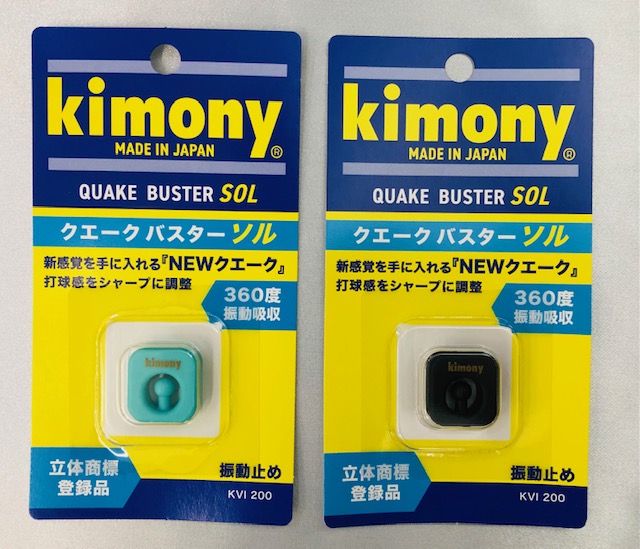 kimony®
MADE IN JAPAN
QUAKE BUSTER SOL
クエークバスターソル
新感覚を手に入れる『NEWクエーク』
打球感をシャープに調整
360度
振動吸収
kimony
立体商標
登録品
振動止め
KVI 200
kimony®
MADE IN JAPAN
QUAKE BUSTER SOL
クエークバスターソル
新感覚を手に入れる『NEWクエーク』
打球感をシャープに調整
360度
振動吸収
kimony
立体商標
登録品
振動止め
KVI 200